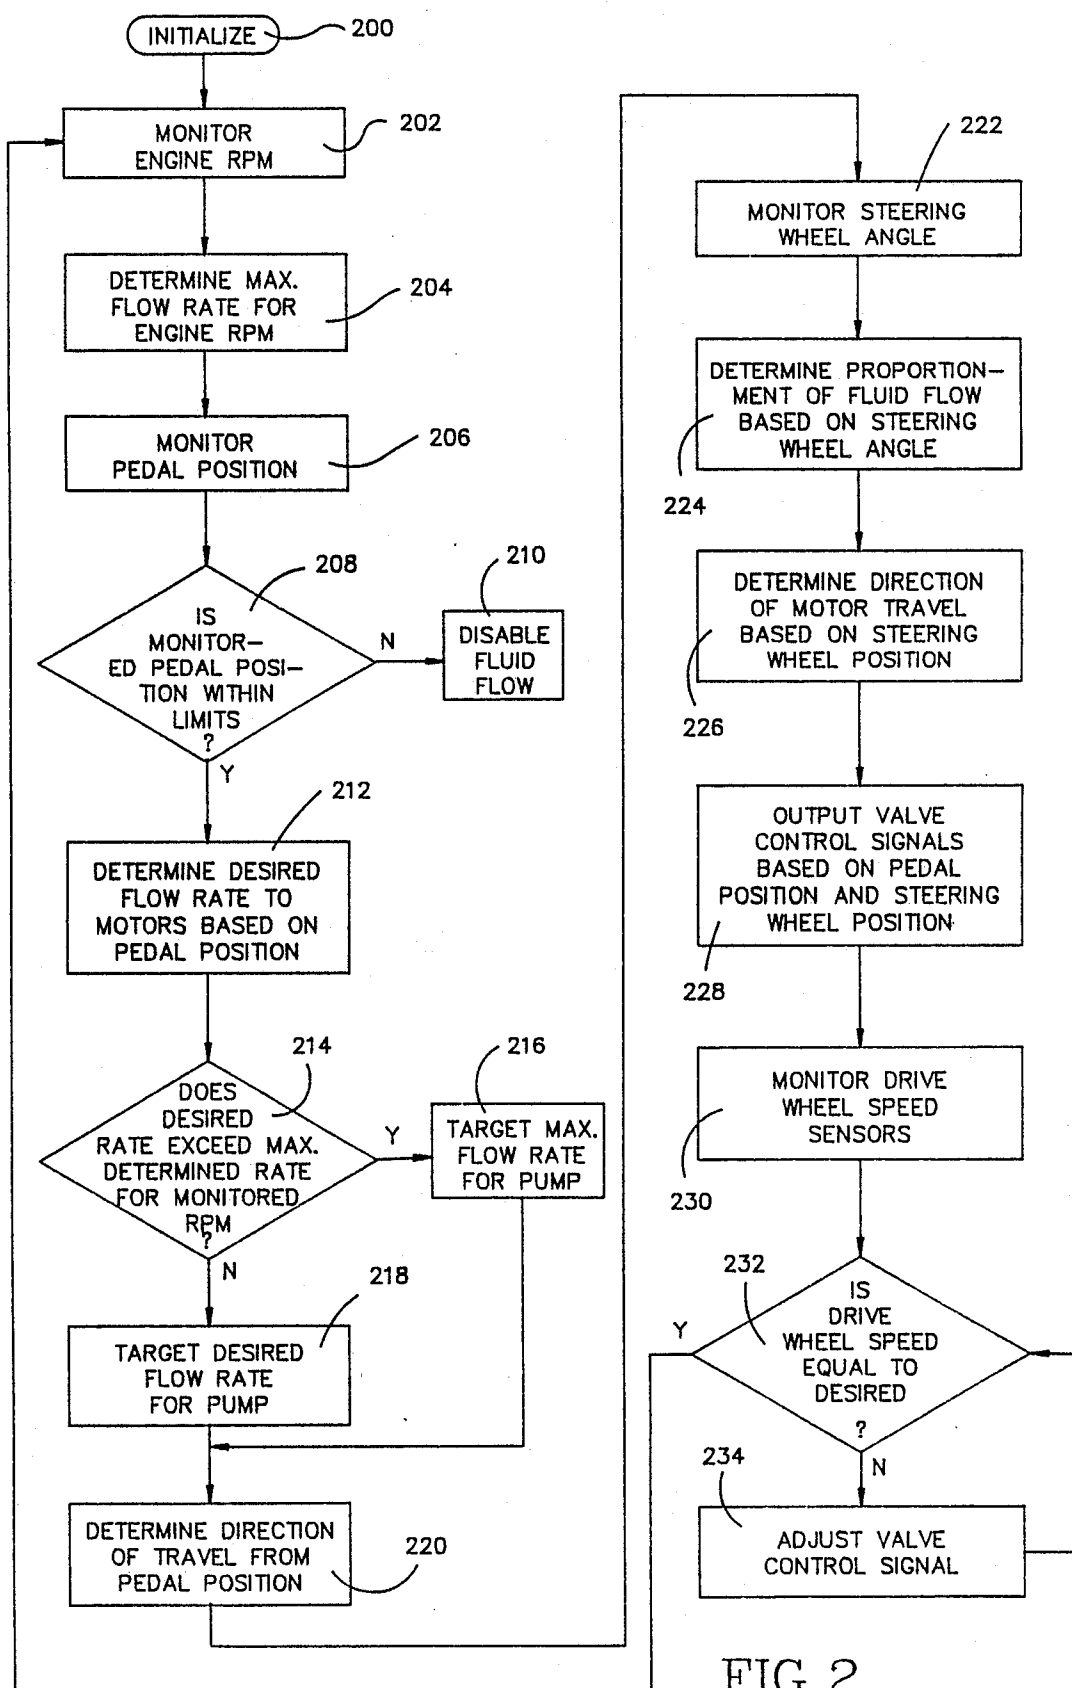 INITIALIZE
200
MONITOR
ENGINE RPM
202
DETERMINE MAX.
FLOW RATE FOR
ENGINE RPM
204
MONITOR
PEDAL POSITION
206
208
IS
MONITOR-
ED PEDAL POSI-
TION WITHIN
LIMITS
?
N
Y
210
DISABLE
FLUID
FLOW
212
DETERMINE DESIRED
FLOW RATE TO
MOTORS BASED ON
PEDAL POSITION
214
DOES
DESIRED
RATE EXCEED MAX.
DETERMINED RATE
FOR MONITORED
RPM
?
Y
N
216
TARGET MAX.
FLOW RATE
FOR PUMP
218
TARGET DESIRED
FLOW RATE
FOR PUMP
DETERMINE DIRECTION
OF TRAVEL FROM
PEDAL POSITION
220
222
MONITOR STEERING
WHEEL ANGLE
DETERMINE PROPORTION-
MENT OF FLUID FLOW
BASED ON STEERING
WHEEL ANGLE
224
DETERMINE DIRECTION
OF MOTOR TRAVEL
BASED ON STEERING
WHEEL POSITION
226
OUTPUT VALVE
CONTROL SIGNALS
BASED ON PEDAL
POSITION AND STEERING
WHEEL POSITION
228
MONITOR DRIVE
WHEEL SPEED
SENSORS
230
232
IS
DRIVE
WHEEL SPEED
EQUAL TO
DESIRED
?
Y
N
234
ADJUST VALVE
CONTROL SIGNAL
FIG 2